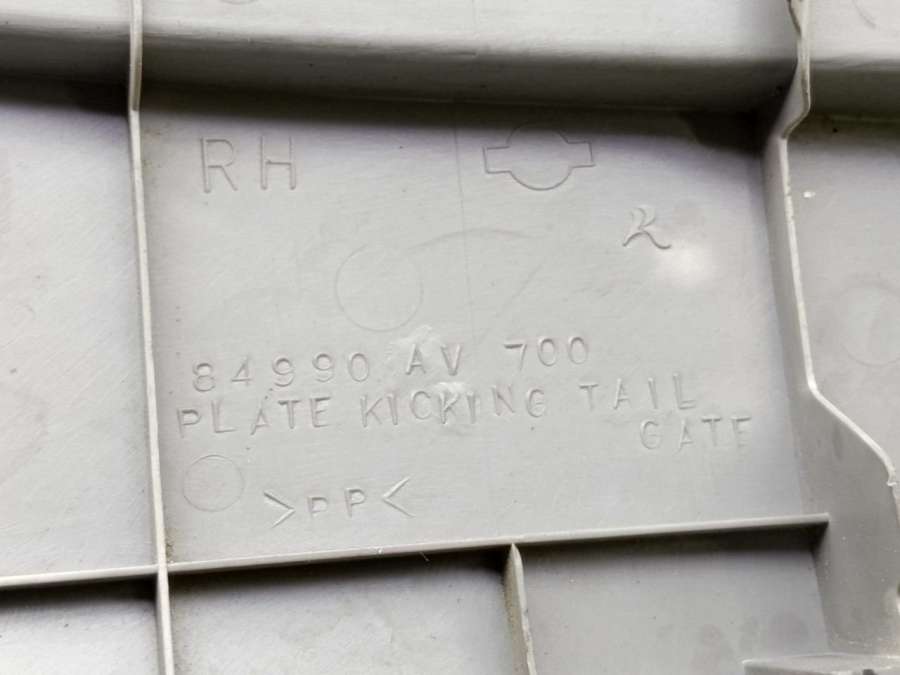 RH
R
84990 AV 700
PLATE KICKING TAIL
GATE
>PP<